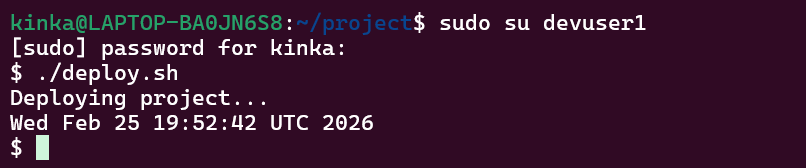 kinka@LAPTOP-BA0JN6S8:~/project$ sudo su devuser1
[sudo] password for kinka:
$ ./deploy.sh
Deploying project...
Wed Feb 25 19:52:42 UTC 2026
$